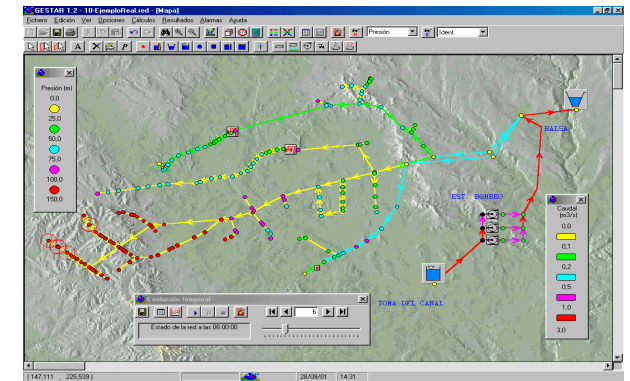 GESTAR 1.2 - 10-EjemploReal.red - [Mapa]
Fichero Edición Ver Opciones Cálculos Resultados Alarmas Ayuda
Presión Ident.
A P
Presión (m)
0,0
25,0
50,0
75,0
100,0
150,0
BALSA
EST. BOMBEO
TOMA DEL CANAL
Caudal
(m3/s)
0,0
0,1
0,2
0,5
1,0
3,0
Evolución temporal
6
Estado de la red a las 06:00:00
(147,111 , 225,539)
28/09/01 14:31